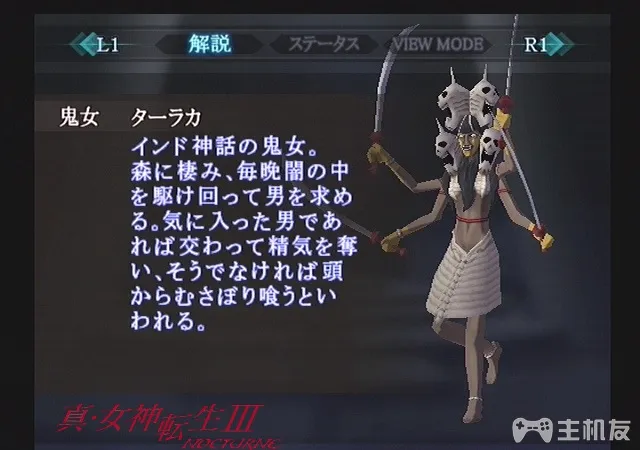 L1 解説 ステータス VIEW MODE R1
鬼女 ターラカ
インド神話の鬼女。
森に棲み、毎晩闇の中
を駆け回って男を求め
る。気に入った男であ
れば交わって精気を奪
い、そうでなければ頭
からむさぼり喰うとい
われる。
真・女神転生III
NOCTURNE
主机友